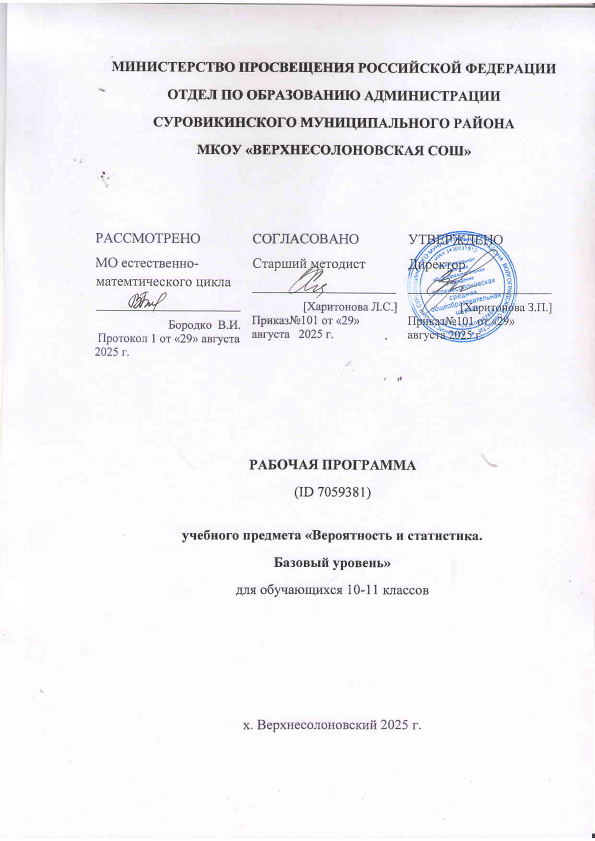 МИНИСТЕРСТВО ПРОСВЕЩЕНИЯ РОССИЙСКОЙ ФЕДЕРАЦИИ
ОТДЕЛ ПО ОБРАЗОВАНИЮ АДМИНИСТРАЦИИ
СУРОВИКИНСКОГО МУНИЦИПАЛЬНОГО РАЙОНА
МКОУ «ВЕРХНЕСОЛОНОВСКАЯ СОШ»
РАССМОТРЕНО
МО естественно-
матемтического цикла
Бородко В.И.
Протокол 1 от «29» августа
2025 г.
СОГЛАСОВАНО
Старший методист
[Харитонова Л.С.]
Приказ№101 от «29»
августа 2025 г.
УТВЕРЖДЕНО
Директор
[Харитонова З.П.]
Приказ№101 от «29»
августа 2025 г.
средняя
общеобразовательная
РАБОЧАЯ ПРОГРАММА
(ID 7059381)
учебного предмета «Вероятность и статистика.
Базовый уровень»
для обучающихся 10-11 классов
х. Верхнесолоновский 2025 г.